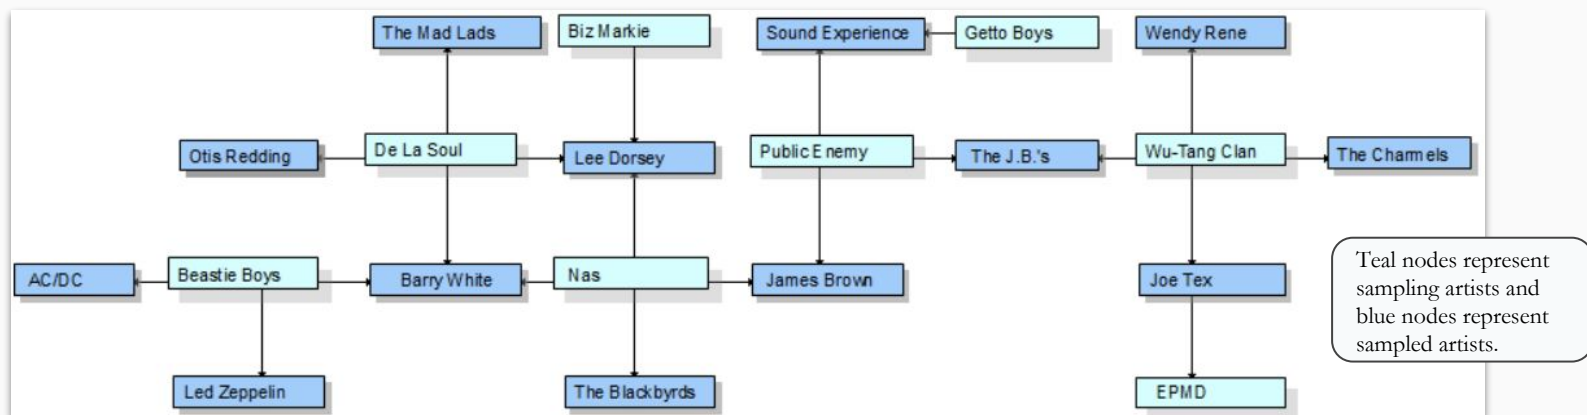 The Mad Lads
Biz Markie
Sound Experience
Getto Boys
Wendy Rene
Otis Redding
De La Soul
Lee Dorsey
Public Enemy
The J.B.'s
Wu-Tang Clan
The Charmels
AC/DC
Beastie Boys
Barry White
Nas
James Brown
Joe Tex
Teal nodes represent
sampling artists and
blue nodes represent
sampled artists.
Led Zeppelin
The Blackbyrds
EPMD